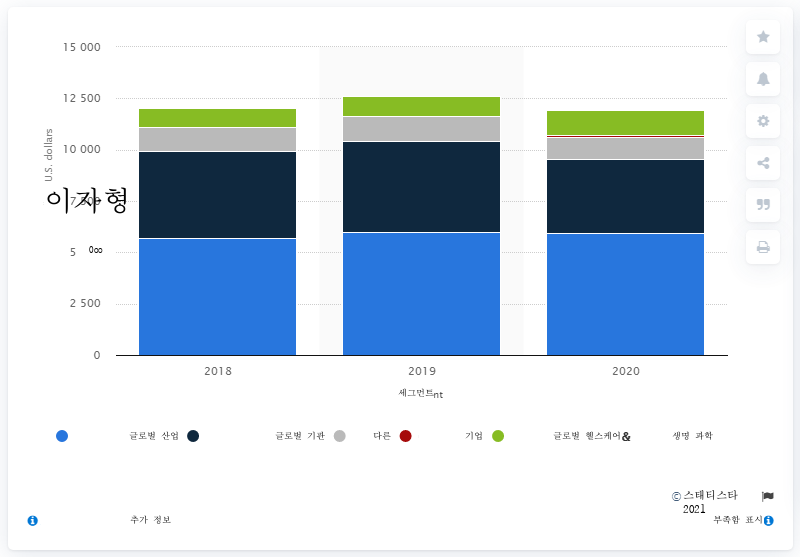 15 000
12 500
10 000
7 500
5
2 500
0
U.S. dollars
이자형
2018 2019 2020
세그먼트nt
글로벌 산업 글로벌 기관 다른 기업 글로벌 헬스케어& 생명 과학
© 스태티스타
2021
추가 정보 부족함 표시